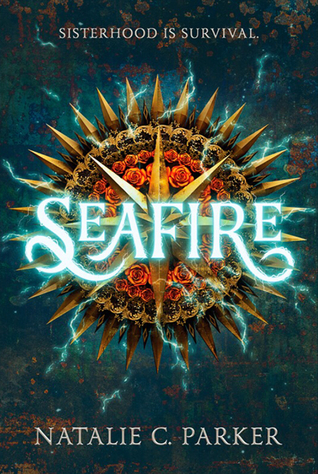 SISTERHOOD IS SURVIVAL.
SEAFIRE
NATALIE C. PARKER